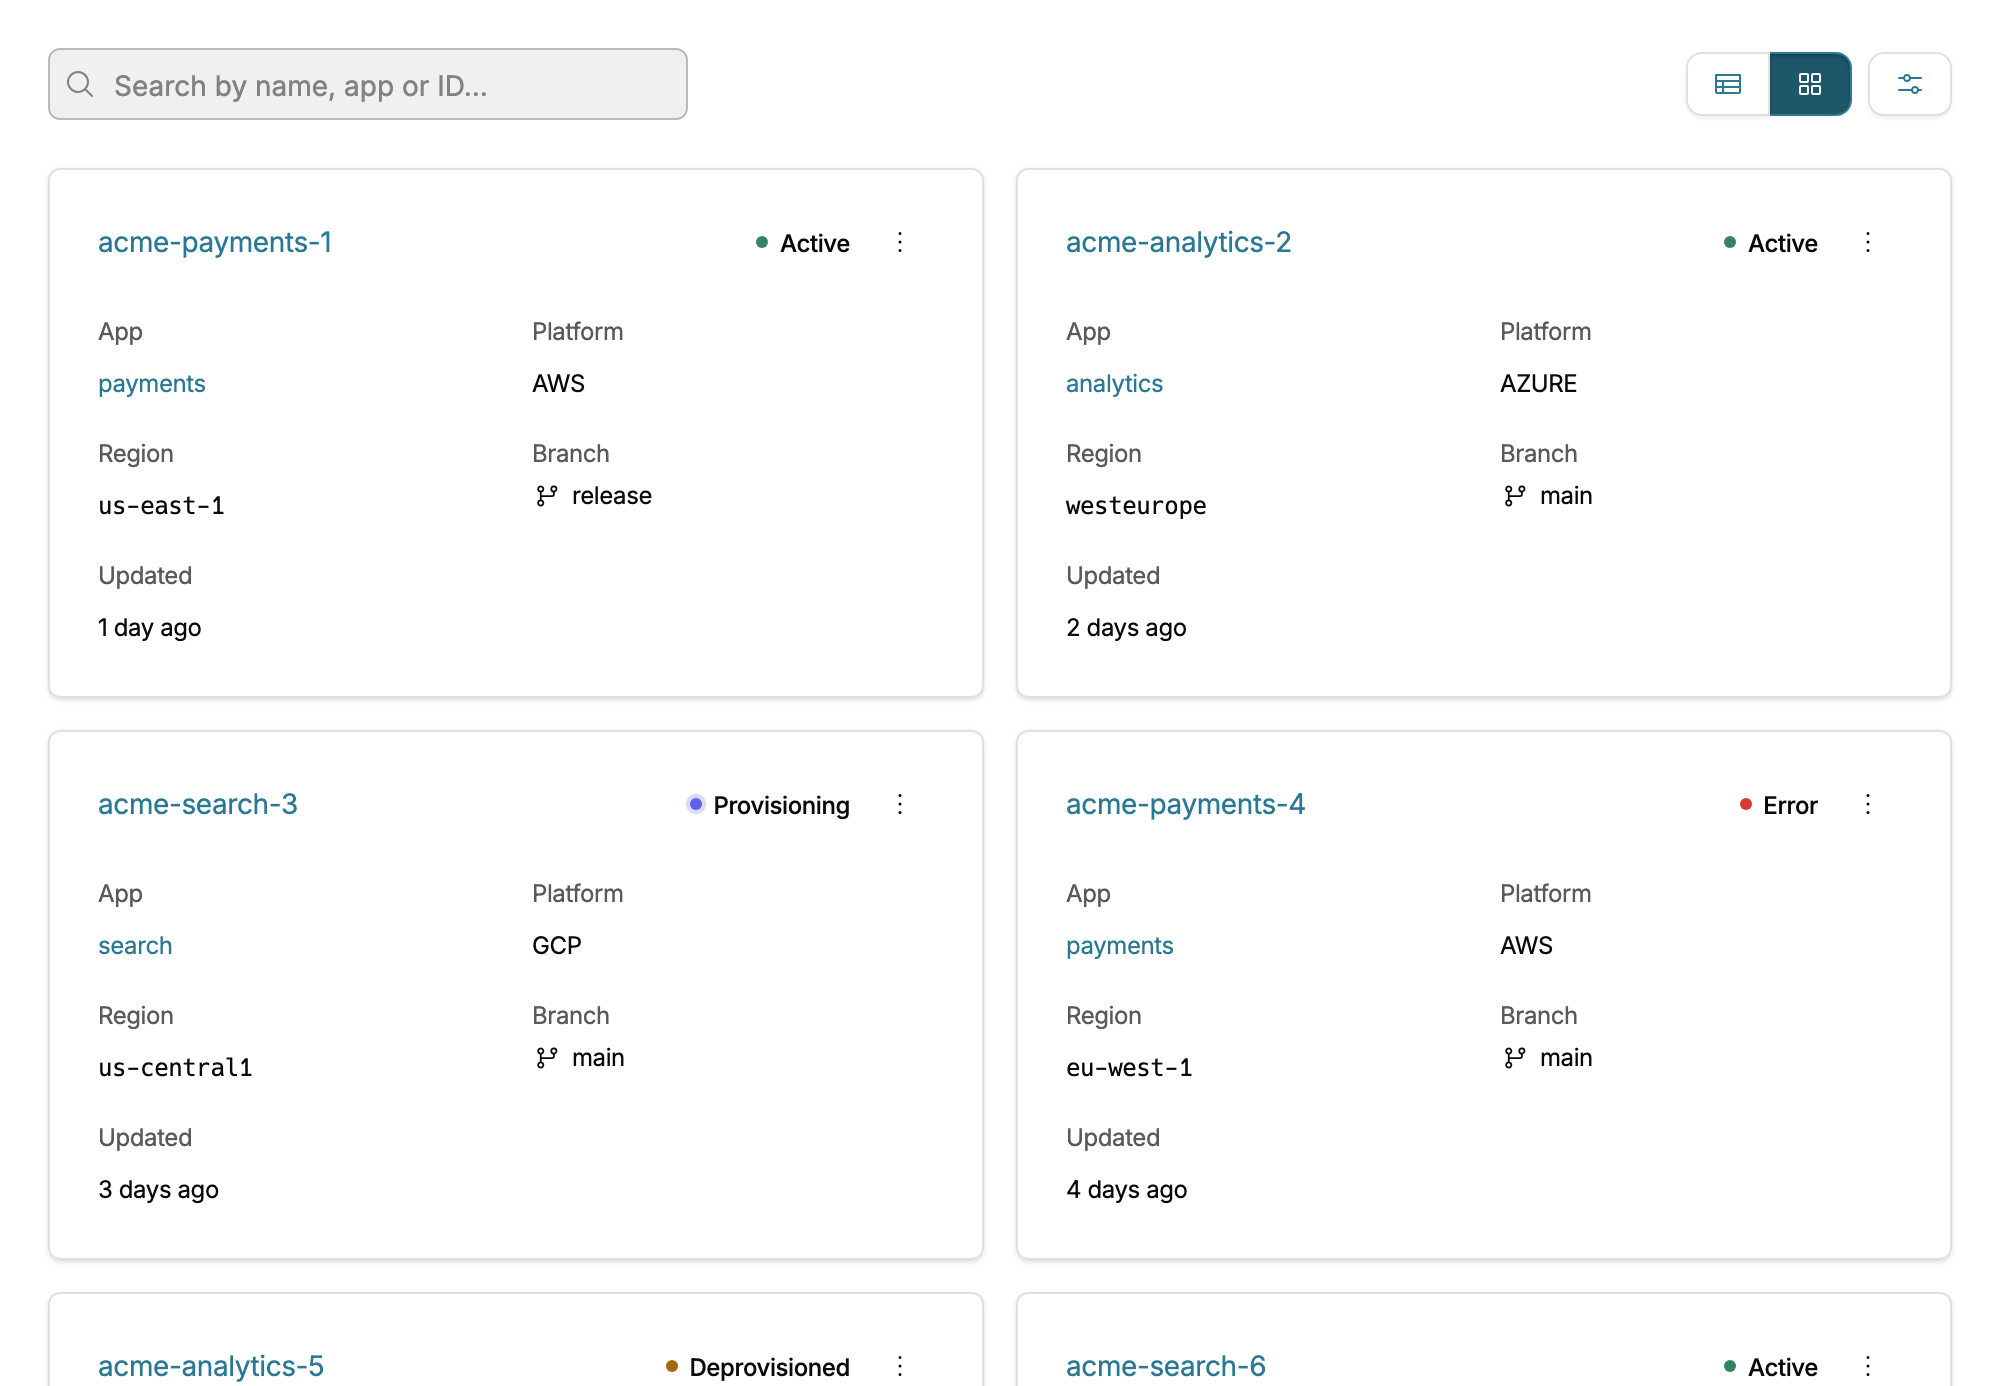 Search by name, app or ID...
acme-payments-1
Active
App
Platform
payments
AWS
Region
Branch
us-east-1
release
Updated
1 day ago
acme-analytics-2
Active
App
Platform
analytics
AZURE
Region
Branch
westeurope
main
Updated
2 days ago
acme-search-3
Provisioning
App
Platform
search
GCP
Region
Branch
us-central1
main
Updated
3 days ago
acme-payments-4
Error
App
Platform
payments
AWS
Region
Branch
eu-west-1
main
Updated
4 days ago
acme-analytics-5
Deprovisioned
acme-search-6
Active